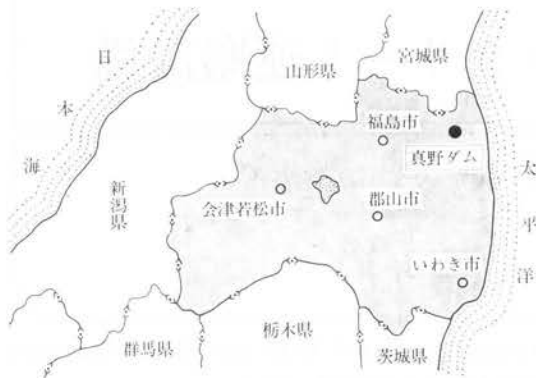 日本海
山形県
宮城県
福島市
真野ダム
新潟県
会津若松市
郡山市
太平洋
いわき市
群馬県
栃木県
茨城県